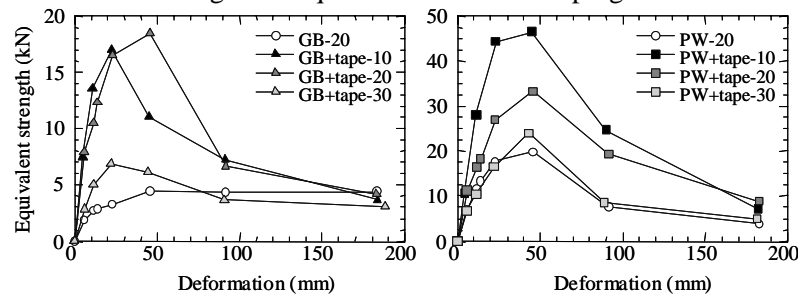 20
15
10
5
0
0
50
100
150
200
Equivalent strength (kN)
Deformation (mm)
GB-20
GB+tape-10
GB+tape-20
GB+tape-30
50
40
30
20
10
0
0
50
100
150
200
Deformation (mm)
PW-20
PW+tape-10
PW+tape-20
PW+tape-30